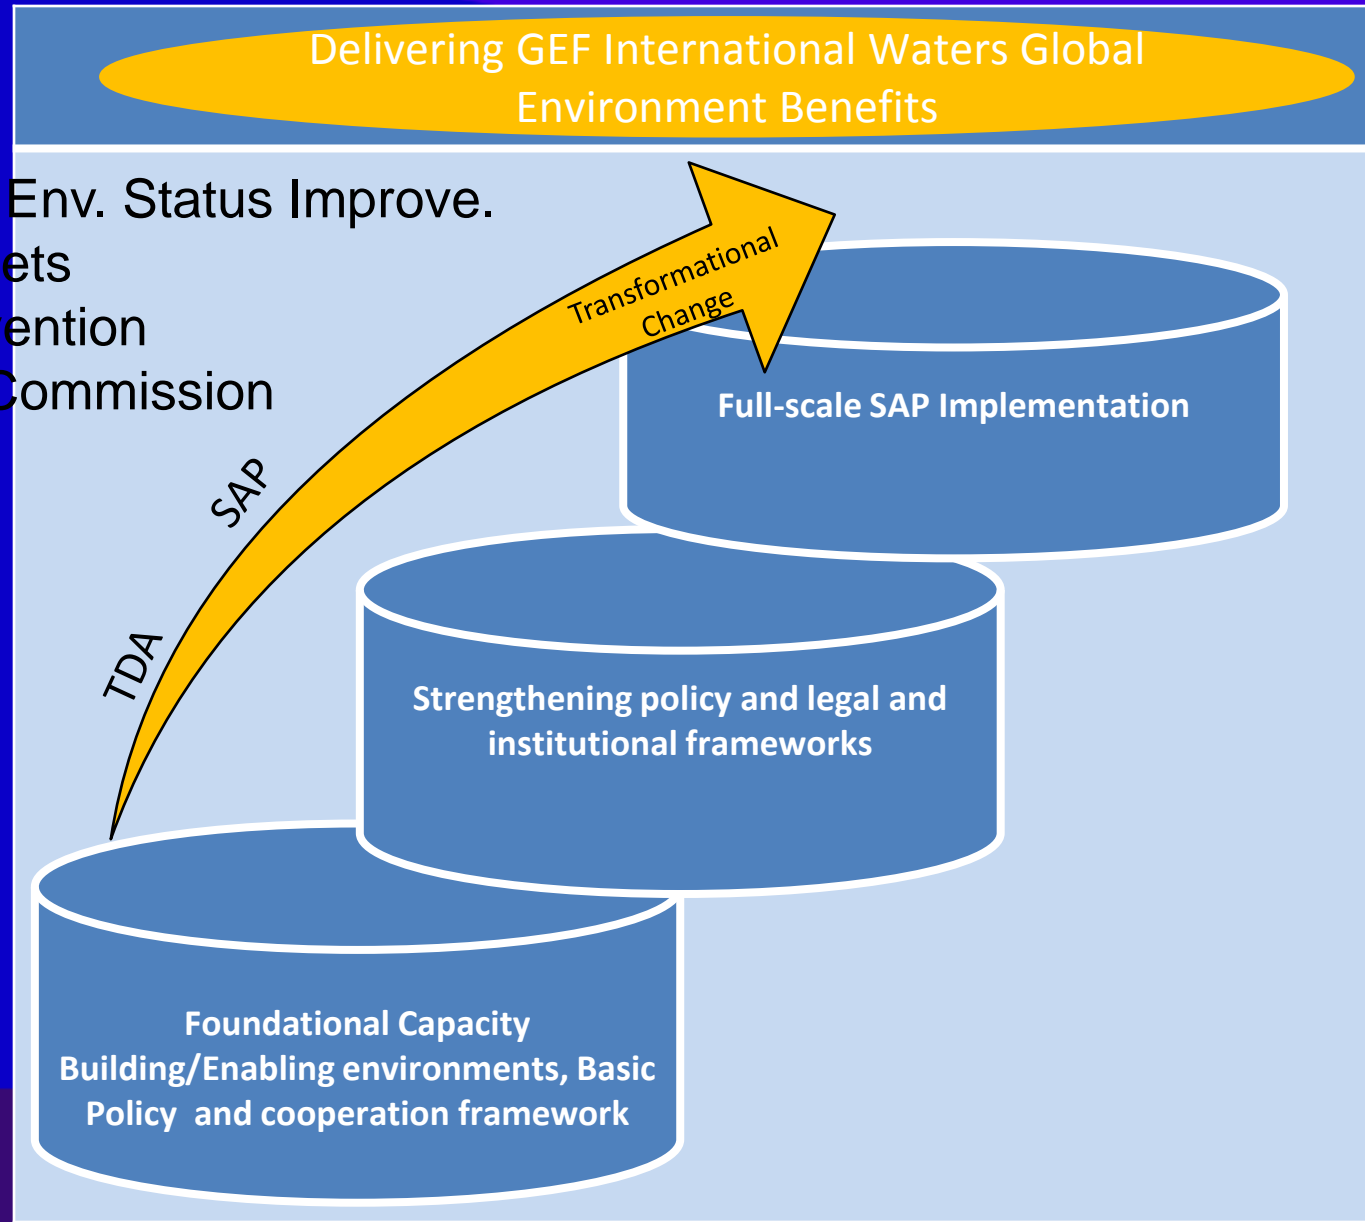 Delivering GEF International Waters Global
Environment Benefits
Env. Status Improve.
ets
ention
Commission
Transformational
Change
SAP
TDA
Full-scale SAP Implementation
Strengthening policy and legal and
institutional frameworks
Foundational Capacity
Building/Enabling environments, Basic
Policy and cooperation framework